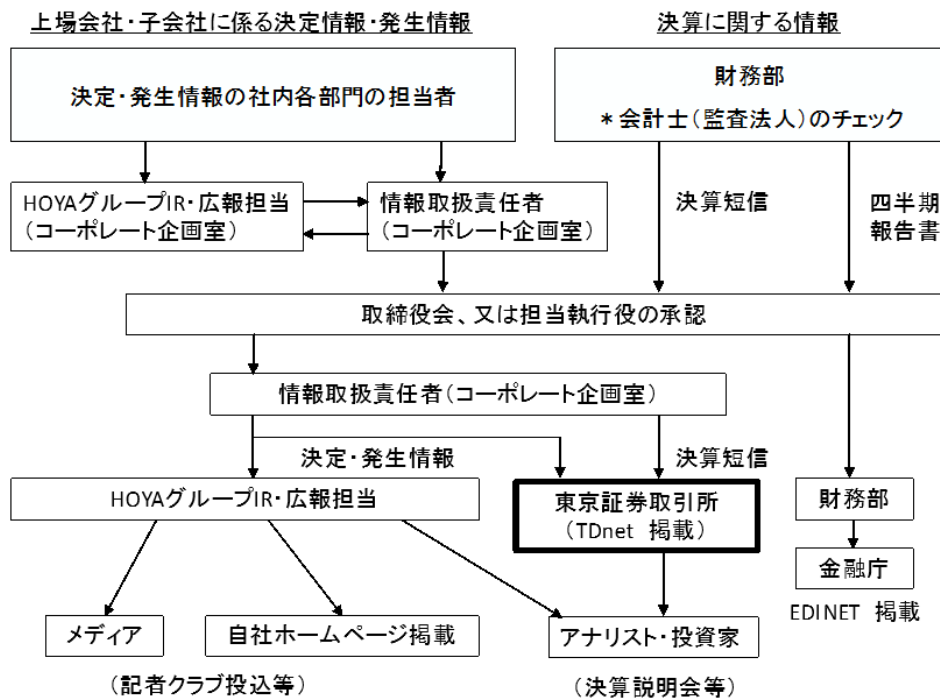 上場会社・子会社に係る決定情報・発生情報
決算に関する情報
決定・発生情報の社内各部門の担当者
財務部
＊会計士（監査法人）のチェック
HOYAグループIR・広報担当
（コーポレート企画室）
情報取扱責任者
（コーポレート企画室）
決算短信
四半期
報告書
取締役会、又は担当執行役の承認
情報取扱責任者（コーポレート企画室）
決定・発生情報
決算短信
HOYAグループIR・広報担当
東京証券取引所
（TDnet 掲載）
財務部
金融庁
EDINET 掲載
メディア
自社ホームページ掲載
アナリスト・投資家
（記者クラブ投込等）
（決算説明会等）